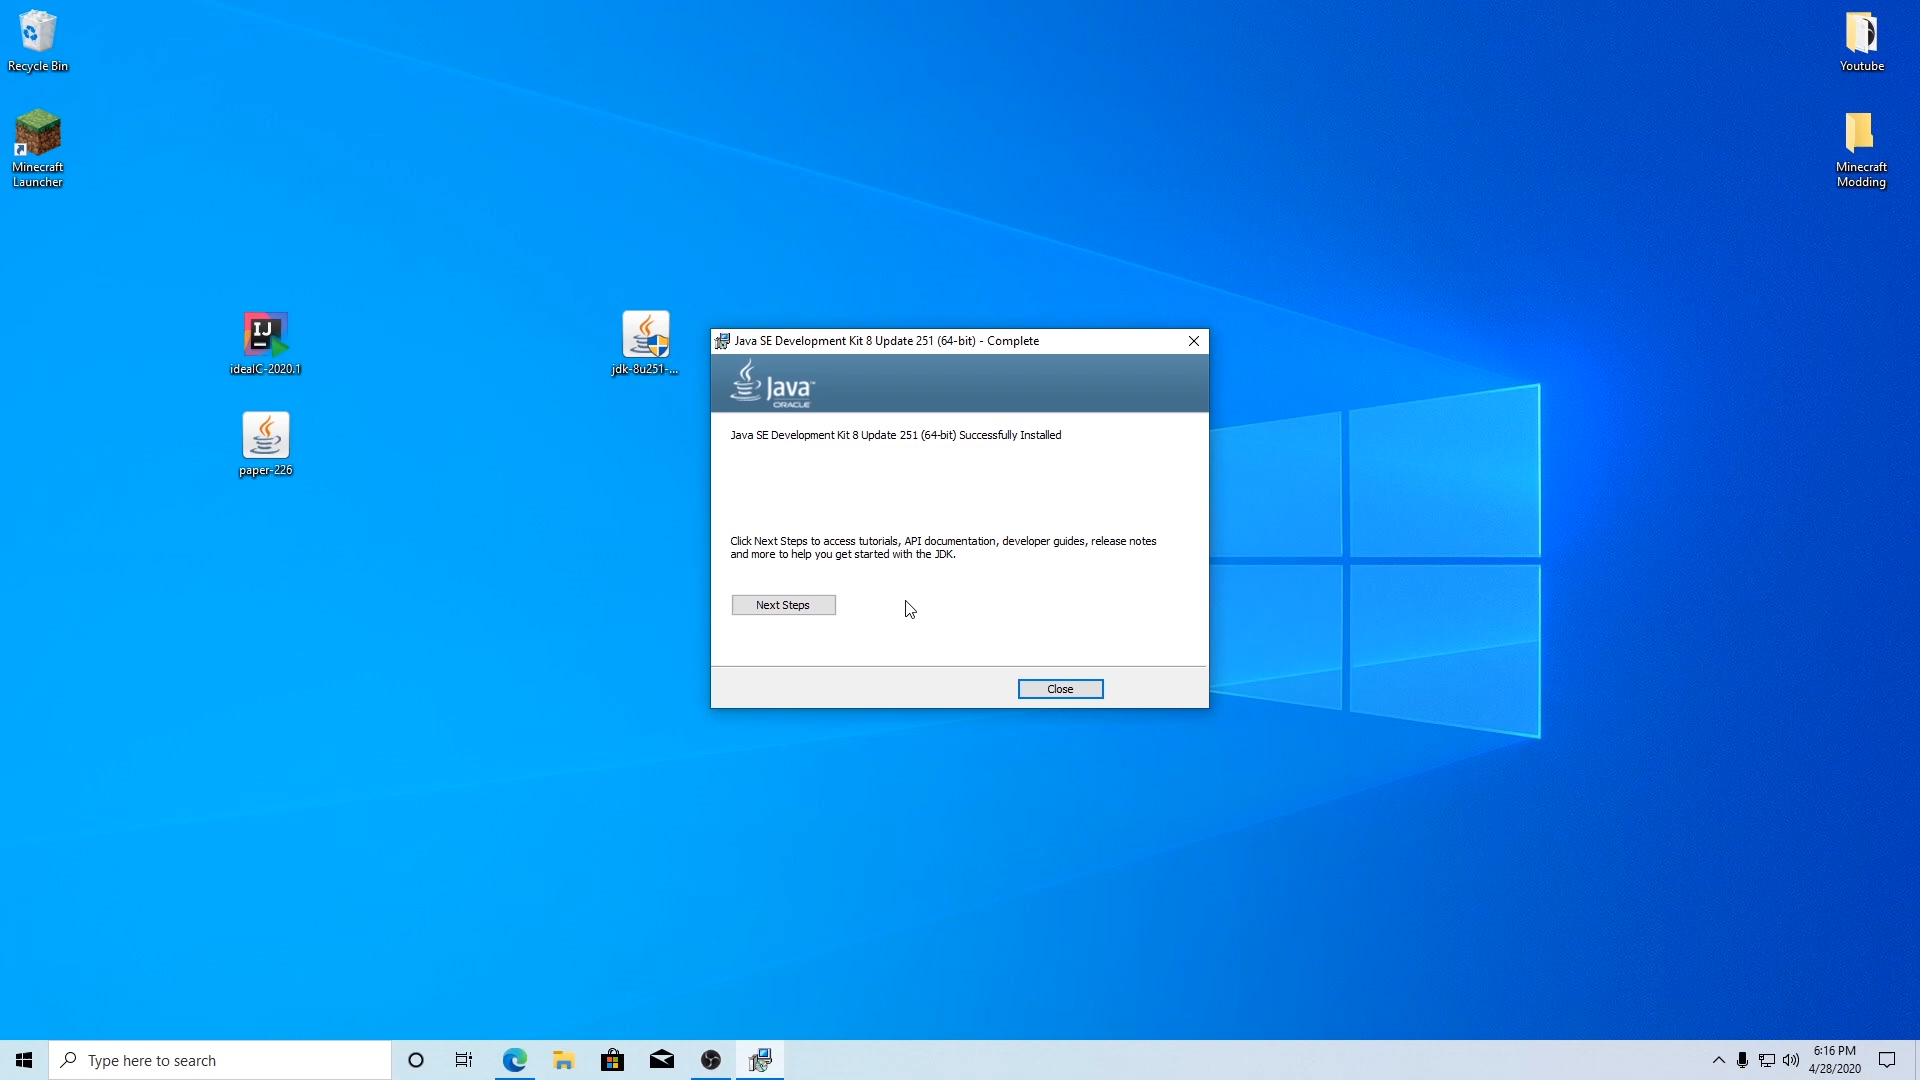 Recycle Bin
Minecraft
Launcher
Youtube
Minecraft
Modding
IJ
ideaIC-2020.1
paper-226
jdk-8u251-...
Java SE Development Kit 8 Update 251 (64-bit) - Complete
Java™
ORACLE
Java SE Development Kit 8 Update 251 (64-bit) Successfully Installed
Click Next Steps to access tutorials, API documentation, developer guides, release notes
and more to help you get started with the JDK.
Next Steps
Close
Type here to search
6:16 PM
4/28/2020